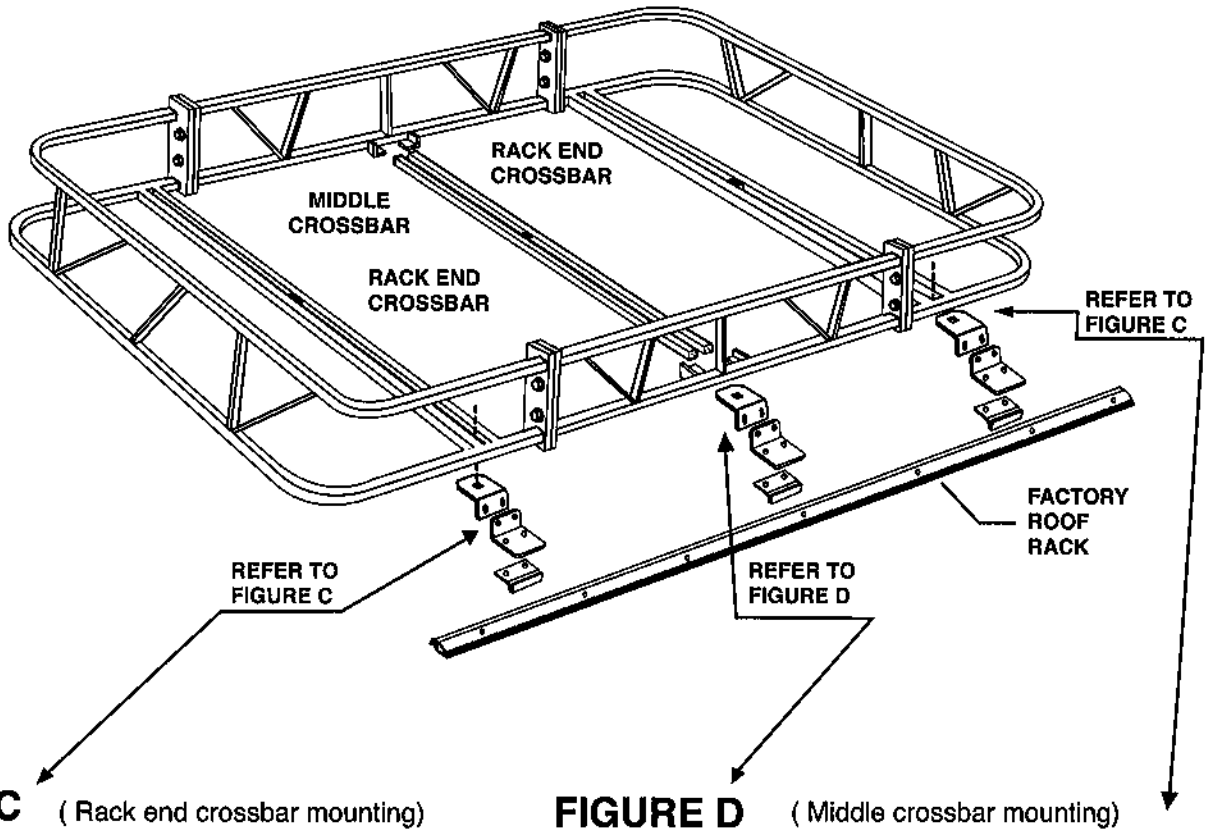 RACK END
CROSSBAR
MIDDLE
CROSSBAR
RACK END
CROSSBAR
REFER TO
FIGURE C
FACTORY
ROOF
RACK
REFER TO
FIGURE C
REFER TO
FIGURE D
C ( Rack end crossbar mounting)
FIGURE D ( Middle crossbar mounting)